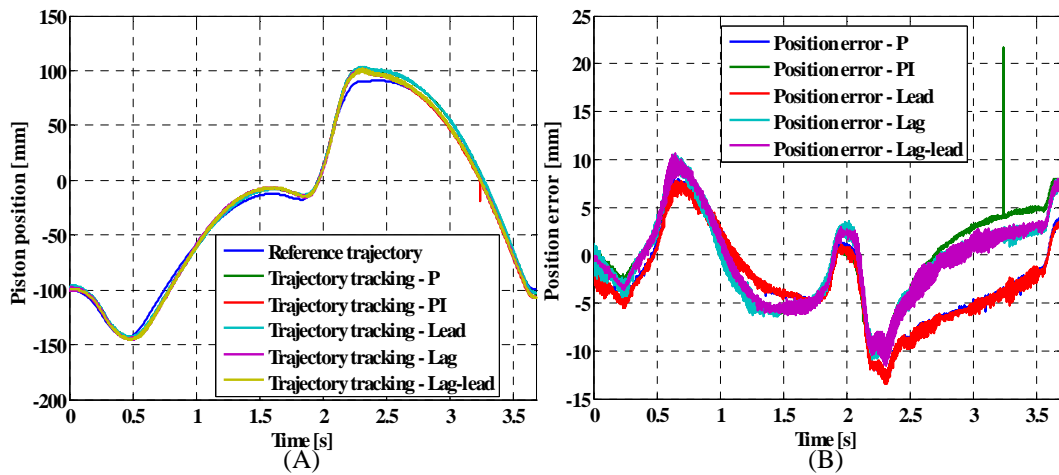 150
100
50
0
-50
-100
-150
-200
Piston position [mm]
Reference trajectory
Trajectory tracking - P
Trajectory tracking - PI
Trajectory tracking - Lead
Trajectory tracking - Lag
Trajectory tracking - Lag-lead
0 0.5 1 1.5 2 2.5 3 3.5
Time [s]
(A)
25
20
15
10
5
0
-5
-10
-15
Position error [mm]
Position error - P
Position error - PI
Position error - Lead
Position error - Lag
Position error - Lag-lead
0 0.5 1 1.5 2 2.5 3 3.5
Time [s]
(B)